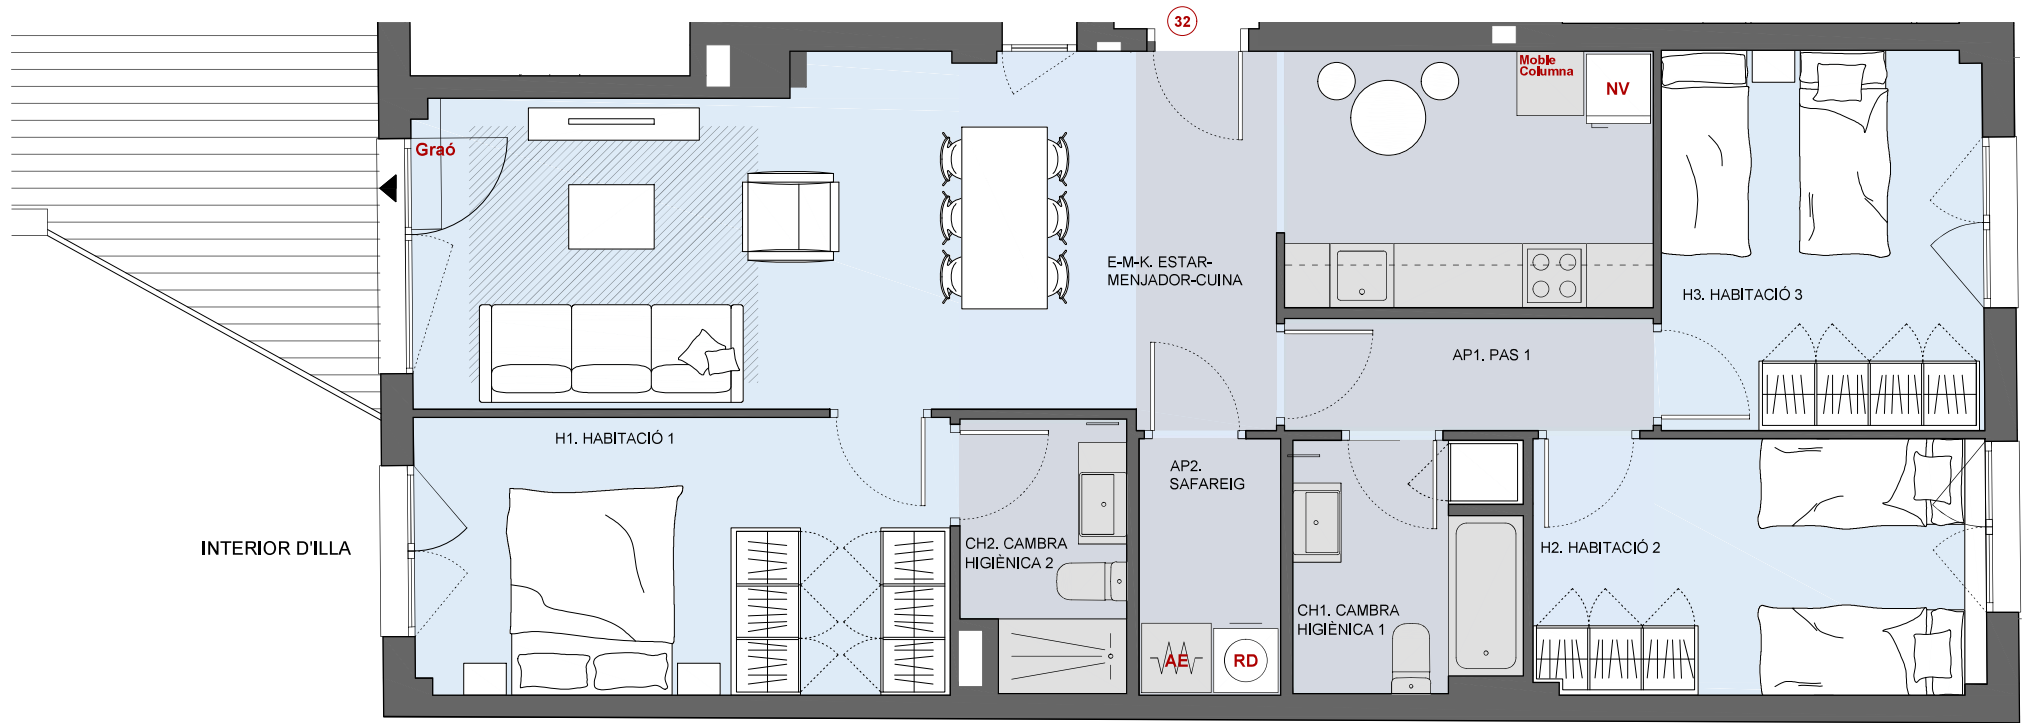 32
Moble
Columna
NV
Graó
E-M-K. ESTAR-
MENJADOR-CUINA
H3. HABITACIÓ 3
AP1. PAS 1
H1. HABITACIÓ 1
AP2.
SAFAREIG
INTERIOR D'ILLA
CH2. CAMBRA
HIGIÈNICA 2
H2. HABITACIÓ 2
CH1. CAMBRA
HIGIÈNICA 1
AE
RD